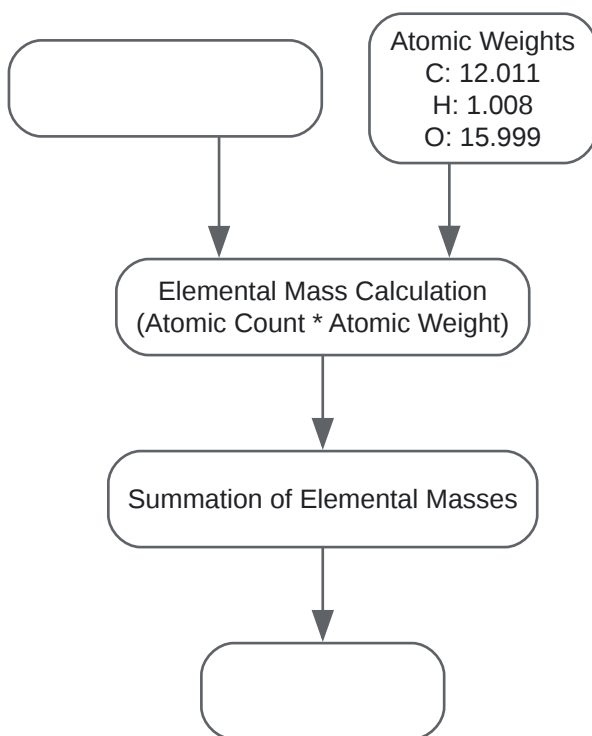 Atomic Weights
C: 12.011
H: 1.008
O: 15.999
Elemental Mass Calculation
(Atomic Count * Atomic Weight)
Summation of Elemental Masses